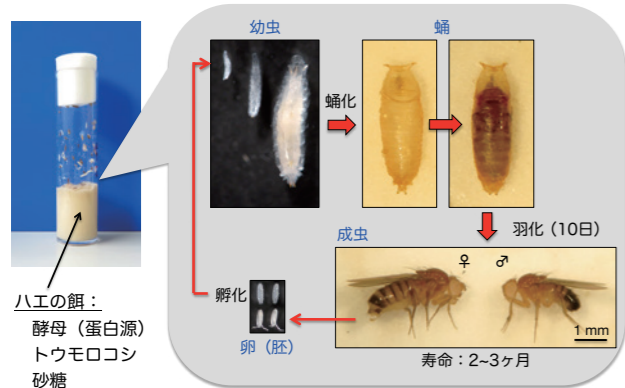 幼虫
蛹
蛹化
羽化（10日）
成虫
♀ ♂
1 mm
寿命：2~3ヶ月
孵化
卵（胚）
ハエの餌：
酵母（蛋白源）
トウモロコシ
砂糖